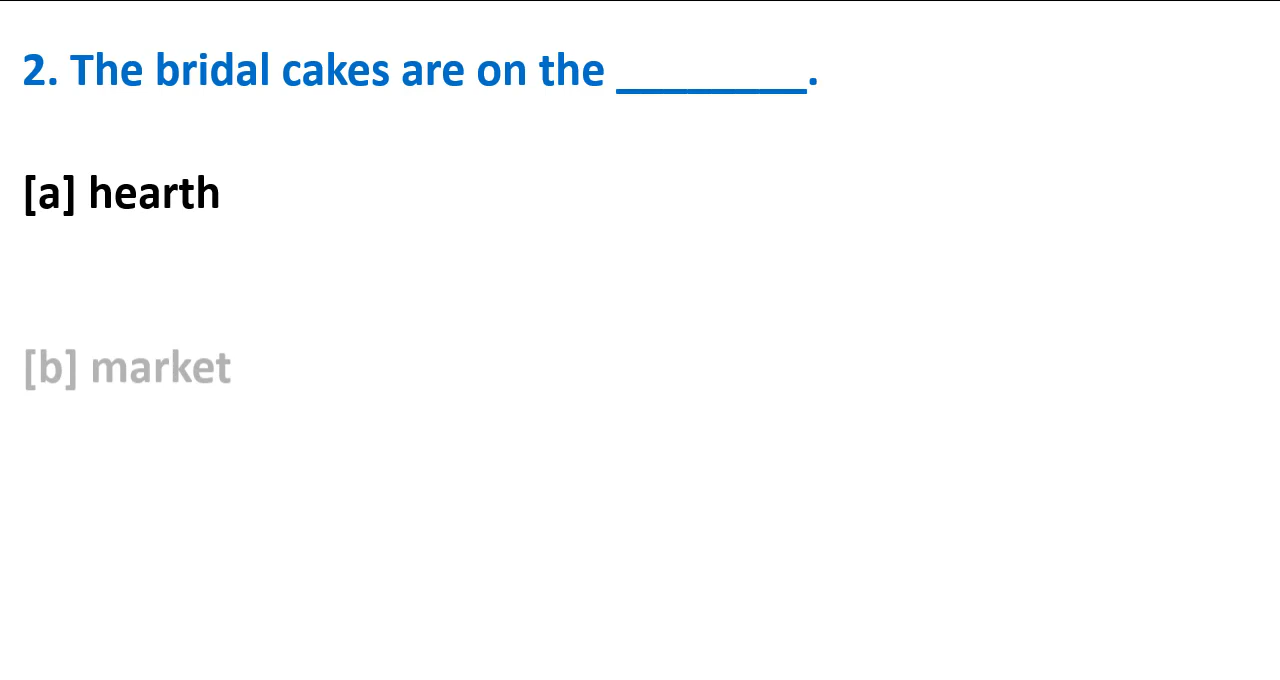 2. The bridal cakes are on the ________.
[a] hearth
[b] market